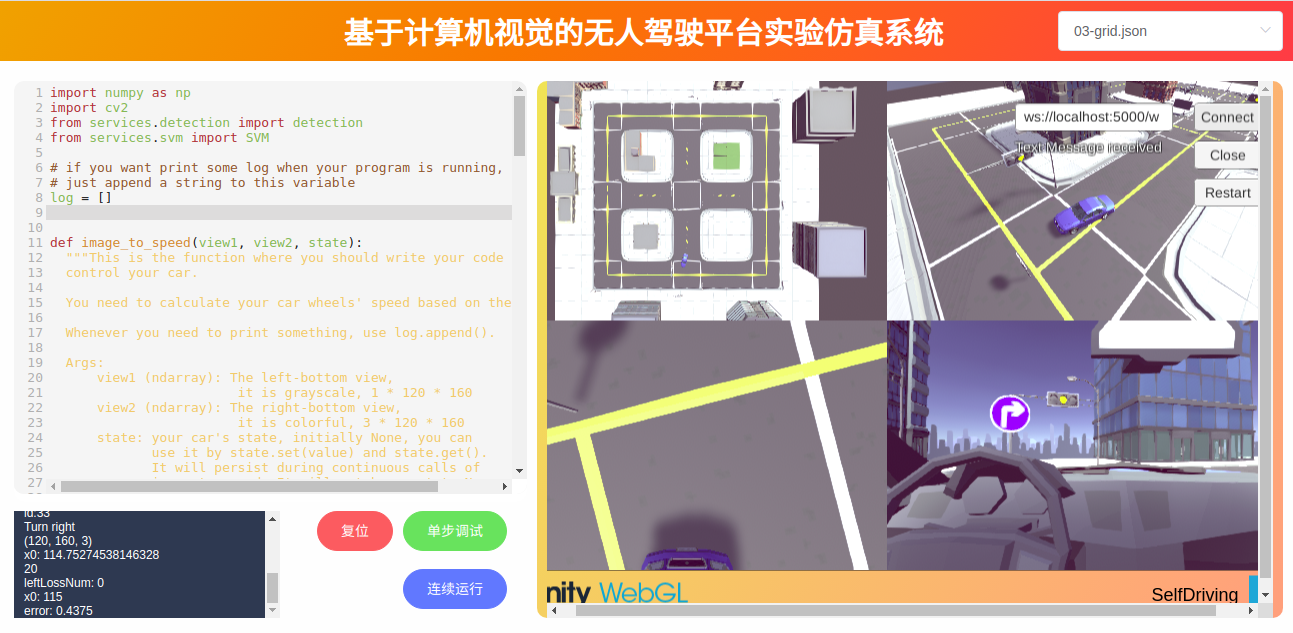 基于计算机视觉的无人驾驶平台实验仿真系统
03-grid.json
1 import numpy as np
2 import cv2
3 from services.detection import detection
4 from services.svm import SVM
5
6 # if you want print some log when your program is running,
7 # just append a string to this variable
8 log = []
9
10
11 def image_to_speed(view1, view2, state):
12 """This is the function where you should write your code
13 control your car.
14
15 You need to calculate your car wheels' speed based on the
16
17 Whenever you need to print something, use log.append().
18
19 Args:
20 view1 (ndarray): The left-bottom view,
21 it is grayscale, 1 * 120 * 160
22 view2 (ndarray): The right-bottom view,
23 it is colorful, 3 * 120 * 160
24 state: your car's state, initially None, you can
25 use it by state.set(value) and state.get().
26 It will persist during continuous calls of
27
ws://localhost:5000/w
Connect
Text Message received
Close
Restart
id:33
Turn right
(120, 160, 3)
x0: 114.75274538146328
20
leftLossNum: 0
x0: 115
error: 0.4375
复位
单步调试
连续运行
nity WebGL
SelfDriving